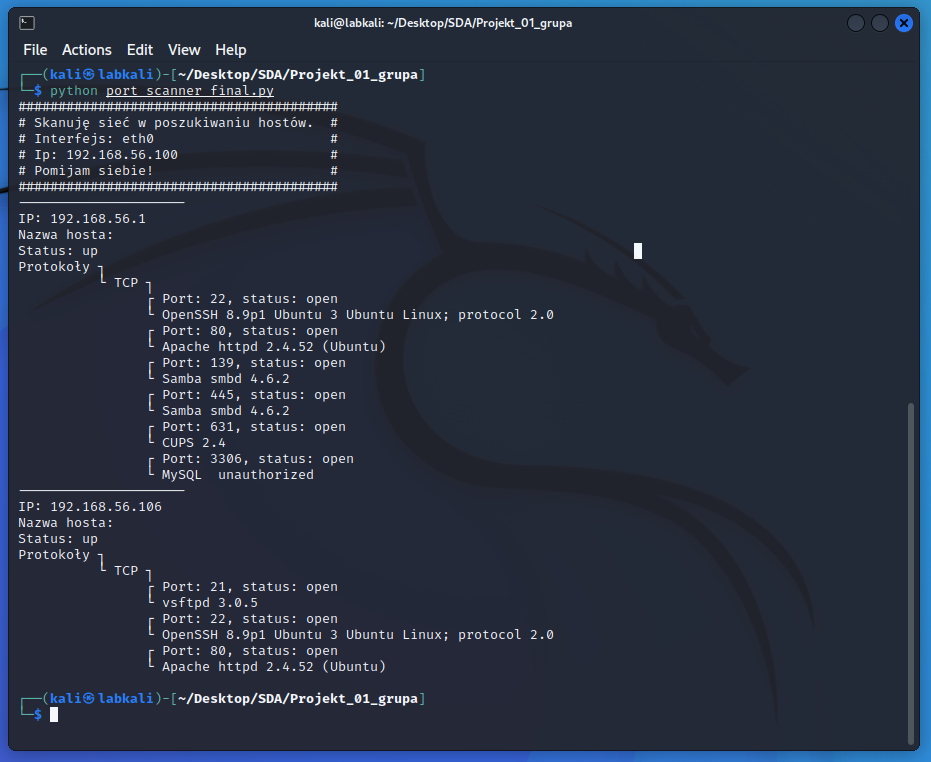 kali@labkali: ~/Desktop/SDA/Projekt_01_grupa
File Actions Edit View Help
┌──(kali㉿labkali)-[~/Desktop/SDA/Projekt_01_grupa]
└─$ python port_scanner_final.py
########################################
# Skanuję sieć w poszukiwaniu hostów.  #
# Interfejs: eth0                      #
# Ip: 192.168.56.100                   #
# Pomijam siebie!                      #
########################################
─────────────────────
IP: 192.168.56.1
Nazwa hosta:
Status: up
Protokoły ┐
          └ TCP ┐
                ┌ Port: 22, status: open
                └ OpenSSH 8.9p1 Ubuntu 3 Ubuntu Linux; protocol 2.0
                ┌ Port: 80, status: open
                └ Apache httpd 2.4.52 (Ubuntu)
                ┌ Port: 139, status: open
                └ Samba smbd 4.6.2
                ┌ Port: 445, status: open
                └ Samba smbd 4.6.2
                ┌ Port: 631, status: open
                └ CUPS 2.4
                ┌ Port: 3306, status: open
                └ MySQL  unauthorized
─────────────────────
IP: 192.168.56.106
Nazwa hosta:
Status: up
Protokoły ┐
          └ TCP ┐
                ┌ Port: 21, status: open
                └ vsftpd 3.0.5
                ┌ Port: 22, status: open
                └ OpenSSH 8.9p1 Ubuntu 3 Ubuntu Linux; protocol 2.0
                ┌ Port: 80, status: open
                └ Apache httpd 2.4.52 (Ubuntu)
┌──(kali㉿labkali)-[~/Desktop/SDA/Projekt_01_grupa]
└─$